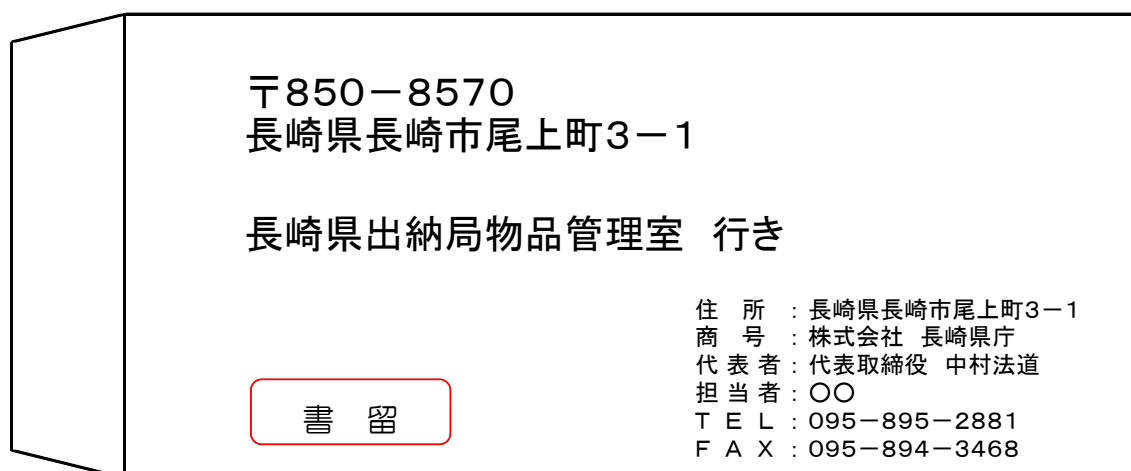 〒850－8570
長崎県長崎市尾上町3－1
長崎県出納局物品管理室　行き
住　所　：長崎県長崎市尾上町3－1
商　号　：株式会社　長崎県庁
代表者：代表取締役　中村法道
担当者：〇〇
ＴＥＬ：095－895－2881
ＦＡＸ：095－894－3468
書　留